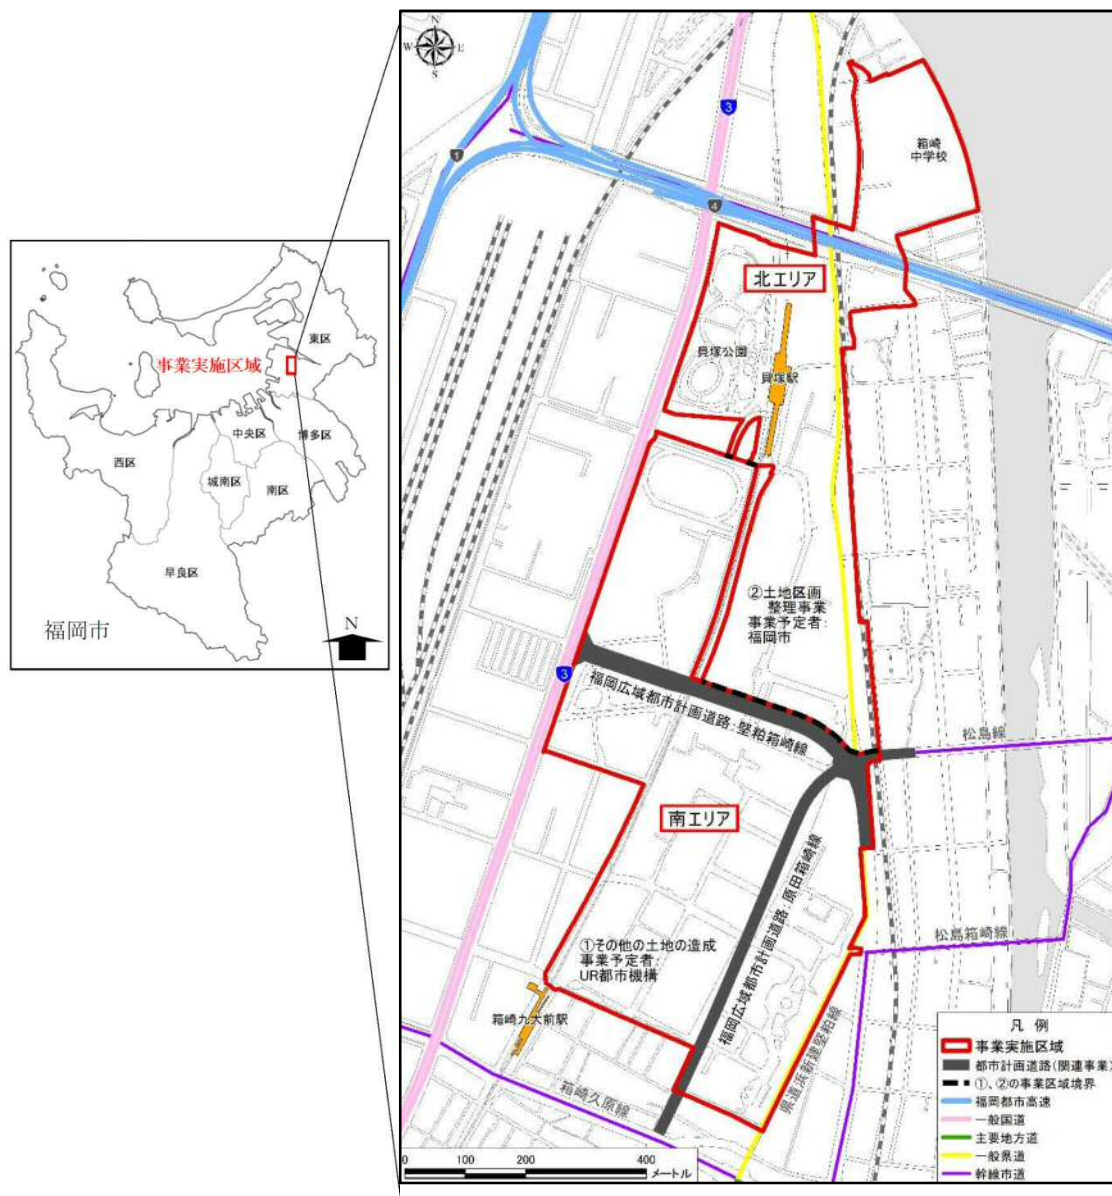 東区
事業実施区域
中央区
博多区
西区
城南区
南区
早良区
福岡市
N
N
W
E
S
3
1
4
箱崎
中学校
北エリア
貝塚公園
貝塚駅
②土地区画
整理事業
事業予定者：
福岡市
3
福岡広域都市計画道路：堅粕箱崎線
松島線
南エリア
福岡広域都市計画道路：原田箱崎線
松島箱崎線
①その他の土地の造成
事業予定者：
UR都市機構
箱崎九大前駅
箱崎久原線
県道浜新建堅粕線
凡 例
事業実施区域
都市計画道路(関連事業)
①、②の事業区域境界
福岡都市高速
一般国道
主要地方道
一般県道
幹線市道
0 100 200 400
メートル